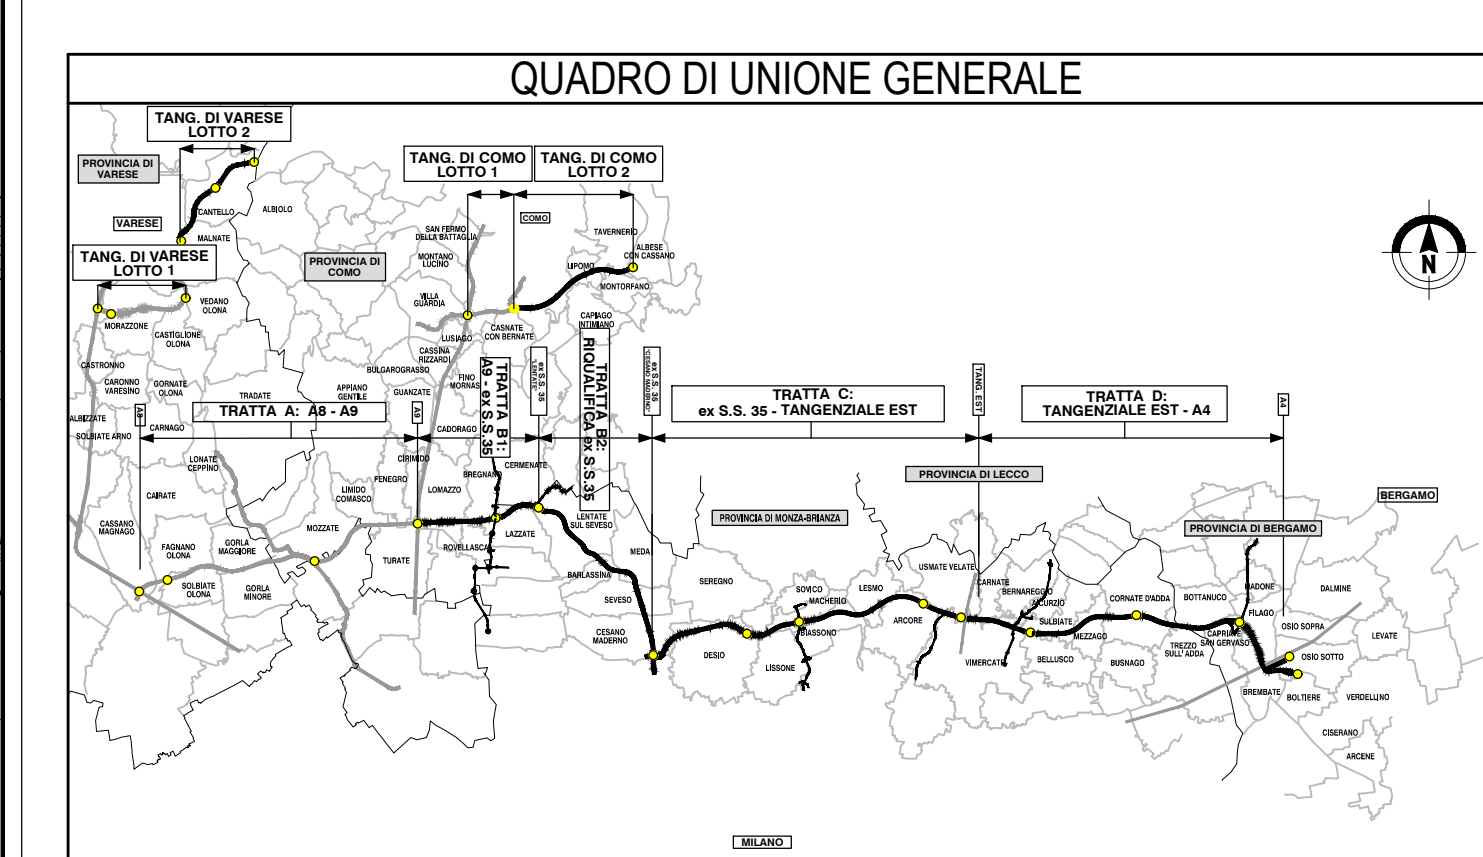 QUADRO DI UNIONE GENERALE
TANG. DI VARESE
LOTTO 2
PROVINCIA DI
VARESE
TANG. DI COMO
LOTTO 1
TANG. DI COMO
LOTTO 2
CANTELLO
ALBIOLO
VARESE
MALNATE
COMO
SAN FERMO
DELLA BATTAGLIA
TAVERNERIO
ALBESE
CON CASSANO
TANG. DI VARESE
LOTTO 1
PROVINCIA DI
COMO
MONTANO
LUCINO
LIPOMO
MONTORFANO
VILLA
GUARDIA
VEDANO
OLONA
MORAZZONE
CASTIGLIONE
OLONA
LUSIAGO
CASNATE
CON BERNATE
CAPIAGO
INTIMIANO
CASSINA
RIZZARDI
BULGAROGRASSO
CASTRONNO
CARONNO
VARESINO
GORNATE
OLONA
TRADATE
APPIANO
GENTILE
GUANZATE
FINO
MORNAS
TRATTA B1:
A9 - ex S.S.35
ex S.S. 35
"LENTATE"
TRATTA B2:
RIQUALIFICA ex S.S.35
ex S.S. 35
"CESANO MADERNO"
TRATTA C:
ex S.S. 35 - TANGENZIALE EST
TANG. EST
TRATTA D:
TANGENZIALE EST - A4
A4
A8
TRATTA A: A8 - A9
A9
ALBIZZATE
SOLBIATE ARNO
CARNAGO
CADORAGO
LONATE
CEPPINO
CIRIMIDO
FENEGRO
BREGNANO
CERMENATE
PROVINCIA DI LECCO
BERGAMO
CAIRATE
LIMIDO
COMASCO
LOMAZZO
CASSANO
MAGNAGO
MOZZATE
LENTATE
SUL SEVESO
PROVINCIA DI MONZA-BRIANZA
PROVINCIA DI BERGAMO
FAGNANO
OLONA
GORLA
MAGGIORE
TURATE
ROVELLASCA
LAZZATE
MEDA
SOLBIATE
OLONA
GORLA
MINORE
BARLASSINA
SEVESO
SEREGNO
SOVICO
MACHERIO
LESMO
USMATE VELATE
CARNATE
BERNAREGGIO
CORNATE D'ADDA
BOTTANUCO
MADONE
DALMINE
FILAGO
CESANO
MADERNO
DESIO
BIASSONO
LISSONE
ARCORE
VIMERCATE
SULBIATE
MEZZAGO
BELLUSCO
BUSNAGO
TREZZO
SULL' ADDA
CAPRIATE
SAN GERVASO
OSIO SOPRA
LEVATE
OSIO SOTTO
BREMBATE
BOLTIERE
VERDELLINO
CISERANO
ARCENE
MILANO
N